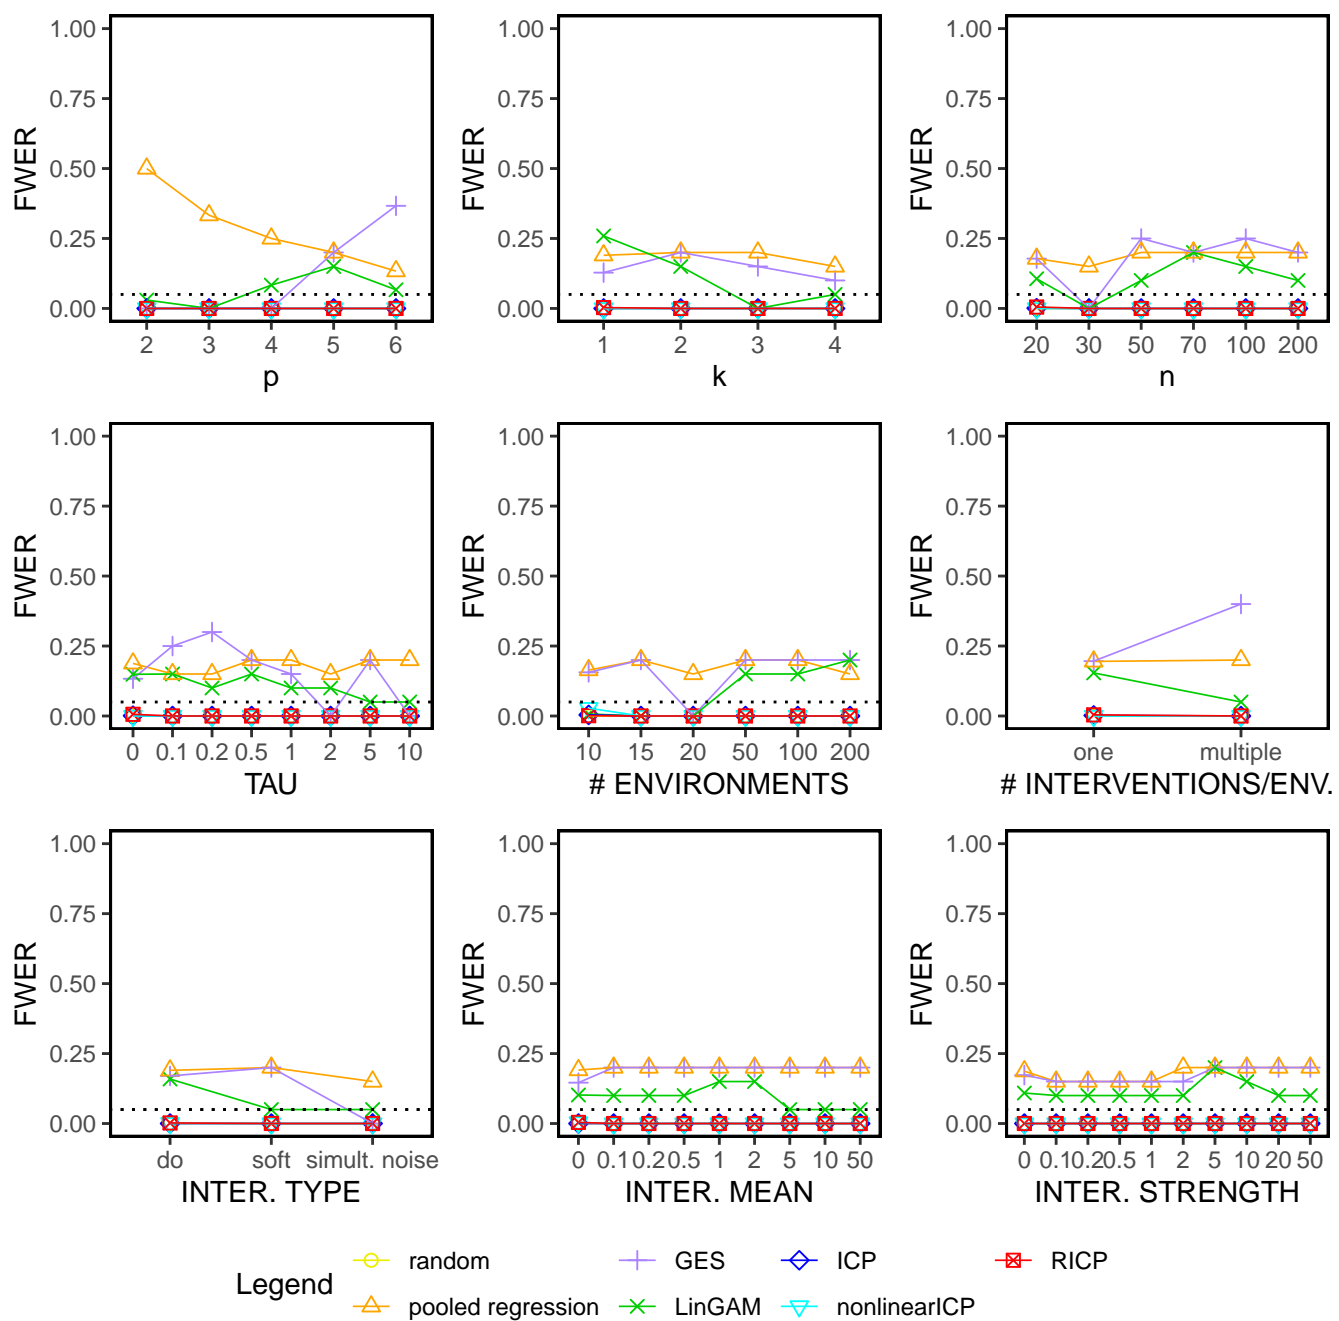 1.00
0.75
0.50
0.25
0.00
FWER
2 3 4 5 6
p
1.00
0.75
0.50
0.25
0.00
FWER
1 2 3 4
k
1.00
0.75
0.50
0.25
0.00
FWER
20 30 50 70 100 200
n
1.00
0.75
0.50
0.25
0.00
FWER
0 0.1 0.2 0.5 1 2 5 10
TAU
1.00
0.75
0.50
0.25
0.00
FWER
10 15 20 50 100 200
# ENVIRONMENTS
1.00
0.75
0.50
0.25
0.00
FWER
one multiple
# INTERVENTIONS/ENV.
1.00
0.75
0.50
0.25
0.00
FWER
do soft simult. noise
INTER. TYPE
1.00
0.75
0.50
0.25
0.00
FWER
0 0.1 0.2 0.5 1 2 5 10 50
INTER. MEAN
1.00
0.75
0.50
0.25
0.00
FWER
0 0.1 0.2 0.5 1 2 5 10 20 50
INTER. STRENGTH
Legend
random GES ICP RICP
pooled regression LinGAM nonlinearICP